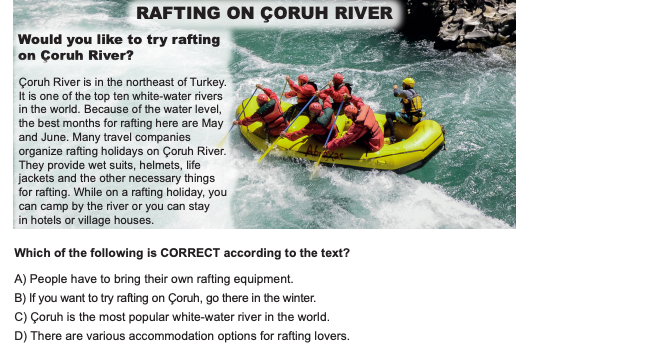 RAFTING ON ÇORUH RIVER
Would you like to try rafting
on Çoruh River?
Çoruh River is in the northeast of Turkey.
It is one of the top ten white-water rivers
in the world. Because of the water level,
the best months for rafting here are May
and June. Many travel companies
organize rafting holidays on Çoruh River.
They provide wet suits, helmets, life
jackets and the other necessary things
for rafting. While on a rafting holiday, you
can camp by the river or you can stay
in hotels or village houses.
Which of the following is CORRECT according to the text?
A) People have to bring their own rafting equipment.
B) If you want to try rafting on Çoruh, go there in the winter.
C) Çoruh is the most popular white-water river in the world.
D) There are various accommodation options for rafting lovers.